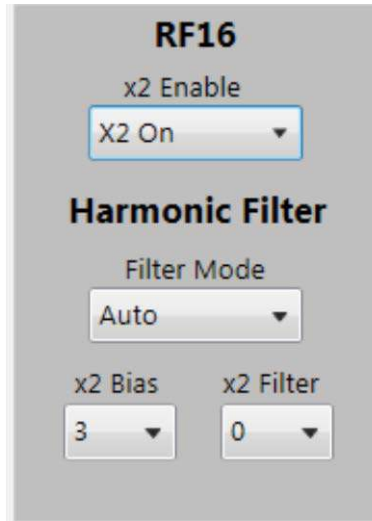 RF16
x2 Enable
X2 On
Harmonic Filter
Filter Mode
Auto
x2 Bias x2 Filter
3 0